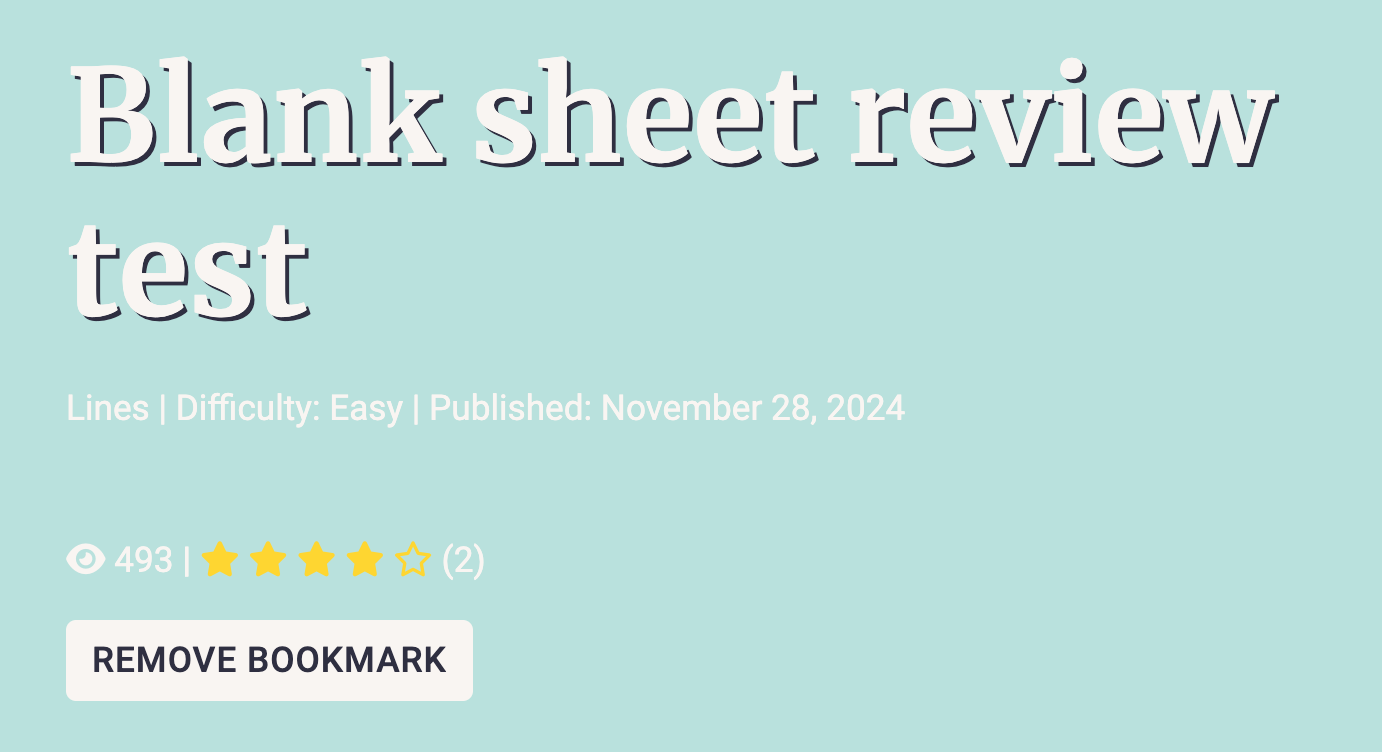 Blank sheet review
test
Lines | Difficulty: Easy | Published: November 28, 2024
493 | (2)
REMOVE BOOKMARK